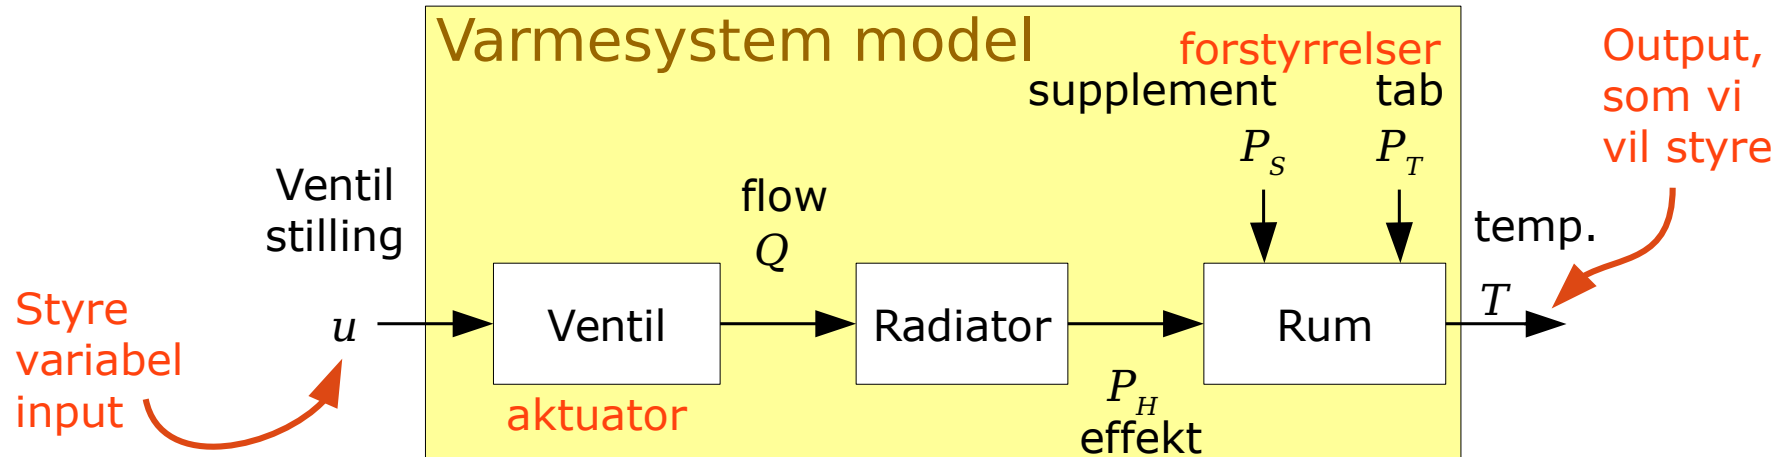 Varmesystem model
forstyrrelser
supplement
tab
P_S
P_T
Output,
som vi
vil styre
Ventil
stilling
flow
Q
temp.
T
Styre
variabel
input
u
Ventil
Radiator
Rum
aktuator
P_H
effekt